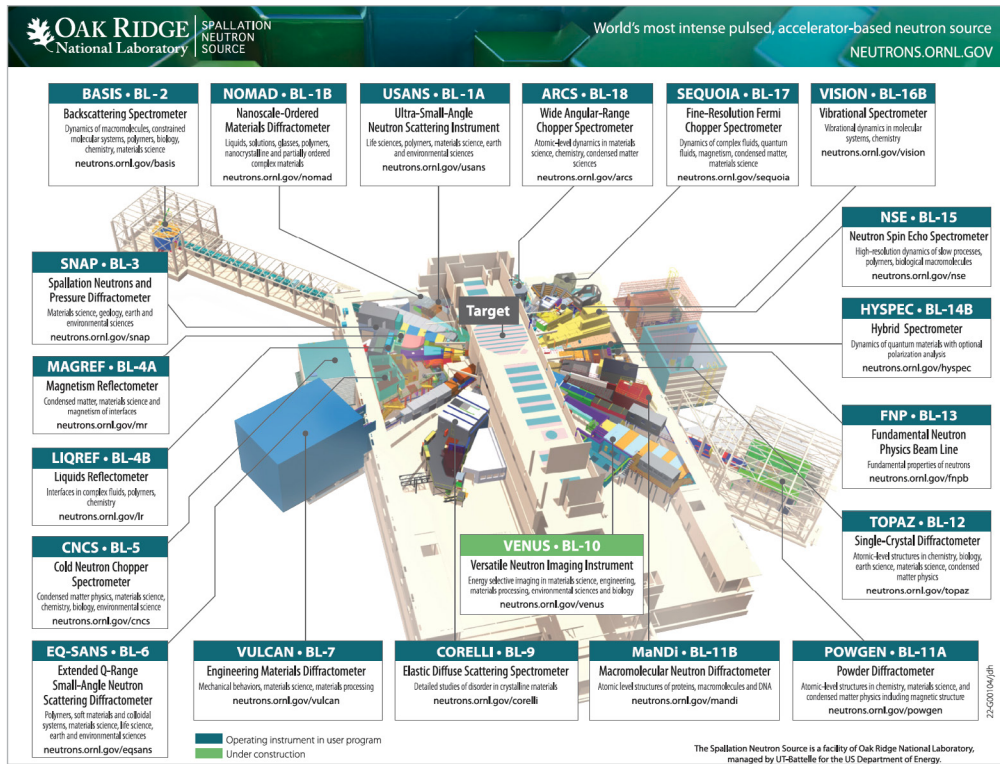 OAK RIDGE
National Laboratory
SPALLATION
NEUTRON
SOURCE
World's most intense pulsed, accelerator-based neutron source
NEUTRONS.ORNL.GOV
BASIS • BL-2
Backscattering Spectrometer
Dynamics of macromolecules, constrained
molecular systems, polymers, biology,
chemistry, materials science
neutrons.ornl.gov/basis
NOMAD • BL-1B
Nanoscale-Ordered
Materials Diffractometer
Liquids, solutions, glasses, polymers,
nanocrystalline and partially ordered
complex materials
neutrons.ornl.gov/nomad
USANS • BL-1A
Ultra-Small-Angle
Neutron Scattering Instrument
Life sciences, polymers, materials science, earth
and environmental sciences
neutrons.ornl.gov/usans
ARCS • BL-18
Wide Angular-Range
Chopper Spectrometer
Atomic-level dynamics in materials
science, chemistry, condensed matter
sciences
neutrons.ornl.gov/arcs
SEQUOIA • BL-17
Fine-Resolution Fermi
Chopper Spectrometer
Dynamics of complex fluids, quantum
fluids, magnetism, condensed matter,
materials science
neutrons.ornl.gov/sequoia
VISION • BL-16B
Vibrational Spectrometer
Vibrational dynamics in molecular
systems, chemistry
neutrons.ornl.gov/vision
NSE • BL-15
Neutron Spin Echo Spectrometer
High-resolution dynamics of slow processes,
polymers, biological macromolecules
neutrons.ornl.gov/nse
SNAP • BL-3
Spallation Neutrons and
Pressure Diffractometer
Materials science, geology, earth and
environmental sciences
neutrons.ornl.gov/snap
Target
HYSPEC • BL-14B
Hybrid Spectrometer
Dynamics of quantum materials with optional
polarization analysis
neutrons.ornl.gov/hyspec
MAGREF • BL-4A
Magnetism Reflectometer
Condensed matter, materials science and
magnetism of interfaces
neutrons.ornl.gov/mr
FNP • BL-13
Fundamental Neutron
Physics Beam Line
Fundamental properties of neutrons
neutrons.ornl.gov/fnpb
LIQREF • BL-4B
Liquids Reflectometer
Interfaces in complex fluids, polymers,
chemistry
neutrons.ornl.gov/lr
TOPAZ • BL-12
Single-Crystal Diffractometer
Atomic-level structures in chemistry, biology,
earth science, materials science, condensed
matter physics
neutrons.ornl.gov/topaz
CNCS • BL-5
Cold Neutron Chopper
Spectrometer
Condensed matter physics, materials science,
chemistry, biology, environmental science
neutrons.ornl.gov/cncs
VENUS • BL-10
Versatile Neutron Imaging Instrument
Energy selective imaging in materials science, engineering,
materials processing, environmental sciences and biology
neutrons.ornl.gov/venus
EQ-SANS • BL-6
Extended Q-Range
Small-Angle Neutron
Scattering Diffractometer
Polymers, soft materials and colloidal
systems, materials science, life science,
earth and environmental sciences
neutrons.ornl.gov/eqsans
VULCAN • BL-7
Engineering Materials Diffractometer
Mechanical behaviors, materials science, materials processing
neutrons.ornl.gov/vulcan
CORELLI • BL-9
Elastic Diffuse Scattering Spectrometer
Detailed studies of disorder in crystalline materials
neutrons.ornl.gov/corelli
MaNDi • BL-11B
Macromolecular Neutron Diffractometer
Atomic level structures of proteins, macromolecules and DNA
neutrons.ornl.gov/mandi
POWGEN • BL-11A
Powder Diffractometer
Atomic-level structures in chemistry, materials science, and
condensed matter physics including magnetic structure
neutrons.ornl.gov/powgen
22-G00104/jdh
Operating instrument in user program
Under construction
The Spallation Neutron Source is a facility of Oak Ridge National Laboratory,
managed by UT-Battelle for the US Department of Energy.